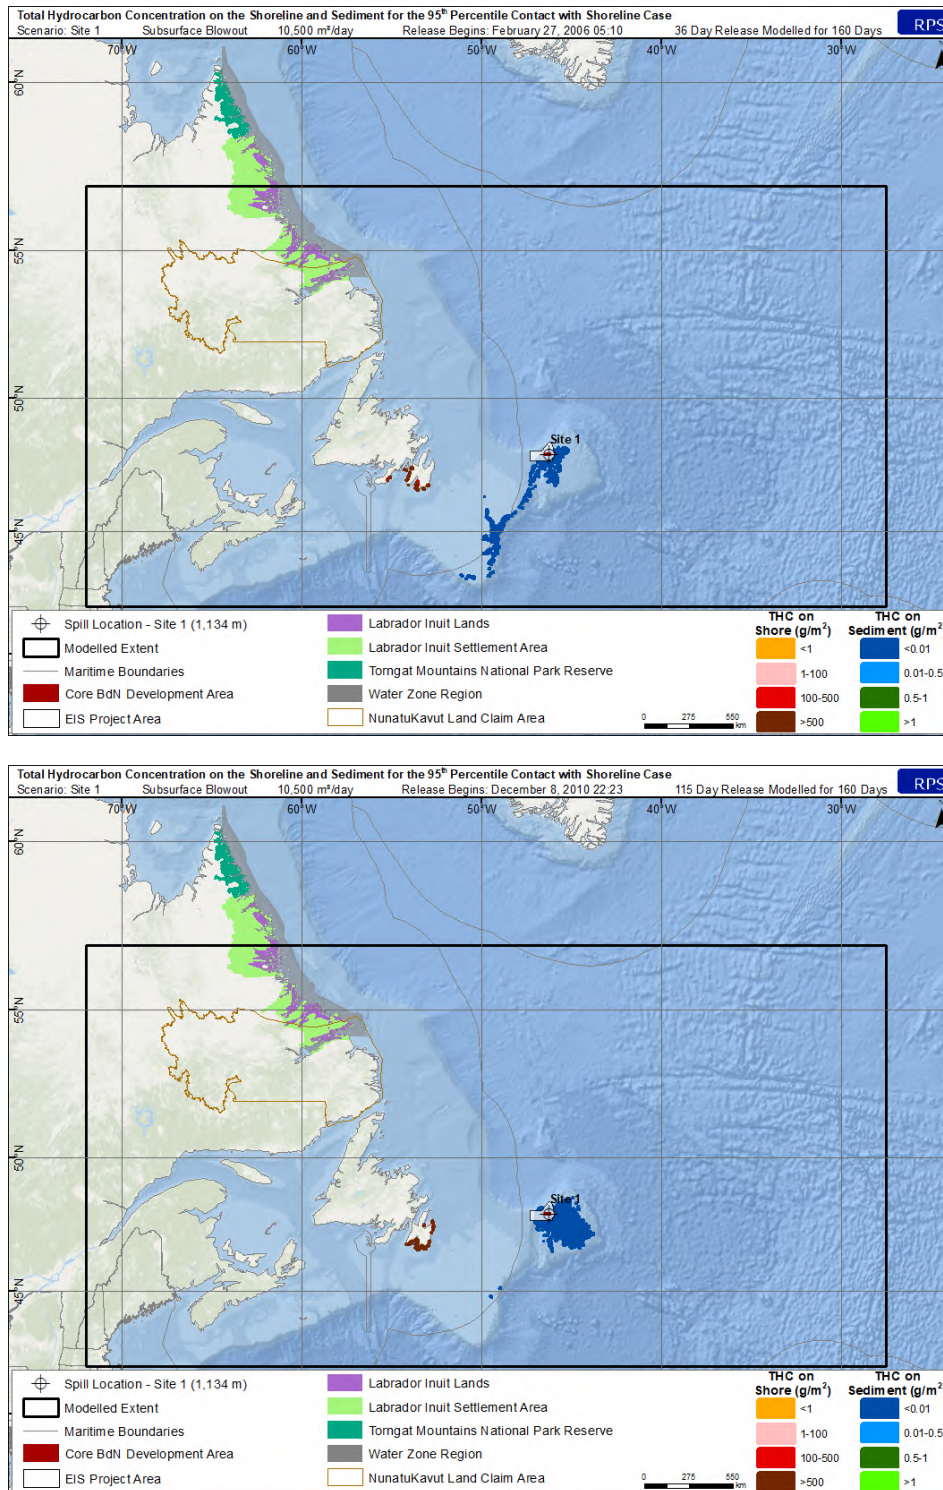 Total Hydrocarbon Concentration on the Shoreline and Sediment for the 95th Percentile Contact with Shoreline Case
Scenario: Site 1 Subsurface Blowout 10,500 m³/day Release Begins: February 27, 2006 05:10 36 Day Release Modelled for 160 Days
RPS
70°W 60°W 50°W 40°W 30°W
60°N
55°N
50°N
Site 1
45°N
Spill Location - Site 1 (1,134 m)
Modelled Extent
Maritime Boundaries
Core BdN Development Area
EIS Project Area
Labrador Inuit Lands
Labrador Inuit Settlement Area
Torngat Mountains National Park Reserve
Water Zone Region
NunatuKavut Land Claim Area
0 275 550
km
THC on
Shore (g/m²)
<1
1-100
100-500
>500
THC on
Sediment (g/m²
<0.01
0.01-0.5
0.5-1
>1
Total Hydrocarbon Concentration on the Shoreline and Sediment for the 95th Percentile Contact with Shoreline Case
Scenario: Site 1 Subsurface Blowout 10,500 m³/day Release Begins: December 8, 2010 22:23 115 Day Release Modelled for 160 Days
RPS
70°W 60°W 50°W 40°W 30°W
60°N
55°N
50°N
Site 1
45°N
Spill Location - Site 1 (1,134 m)
Modelled Extent
Maritime Boundaries
Core BdN Development Area
EIS Project Area
Labrador Inuit Lands
Labrador Inuit Settlement Area
Torngat Mountains National Park Reserve
Water Zone Region
NunatuKavut Land Claim Area
0 275 550
km
THC on
Shore (g/m²)
<1
1-100
100-500
>500
THC on
Sediment (g/m²
<0.01
0.01-0.5
0.5-1
>1